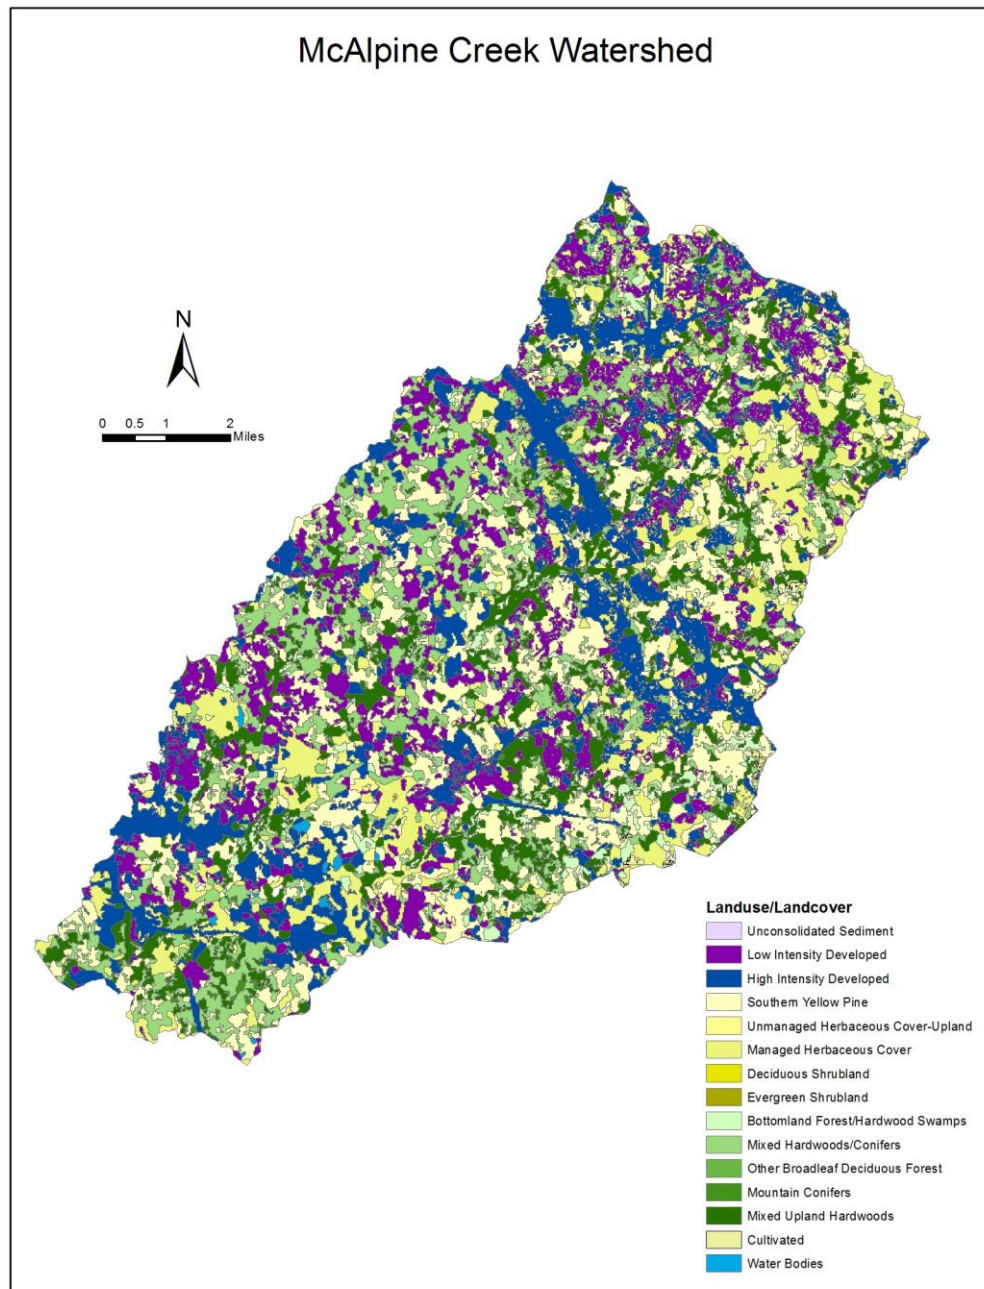 McAlpine Creek Watershed
N
0 0.5 1 2
Miles
Landuse/Landcover
Unconsolidated Sediment
Low Intensity Developed
High Intensity Developed
Southern Yellow Pine
Unmanaged Herbaceous Cover-Upland
Managed Herbaceous Cover
Deciduous Shrubland
Evergreen Shrubland
Bottomland Forest/Hardwood Swamps
Mixed Hardwoods/Conifers
Other Broadleaf Deciduous Forest
Mountain Conifers
Mixed Upland Hardwoods
Cultivated
Water Bodies